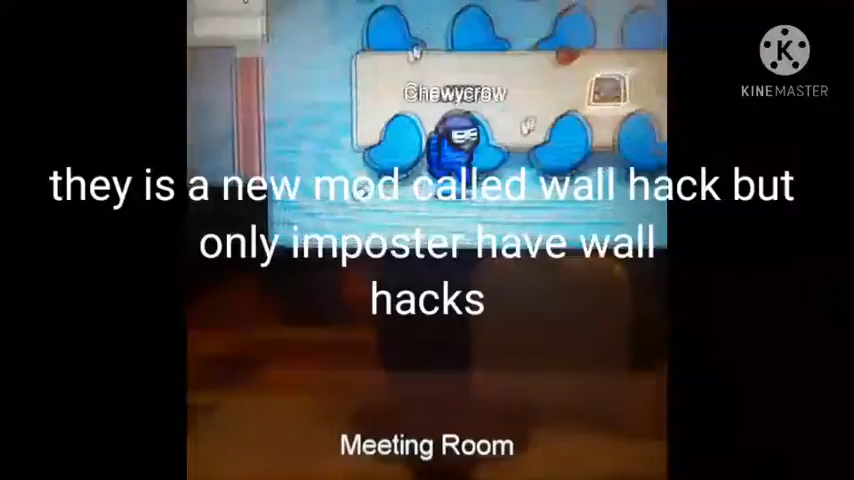 KINEMASTER
Chewycrow
they is a new mod called wall hack but
only imposter have wall
hacks
Meeting Room